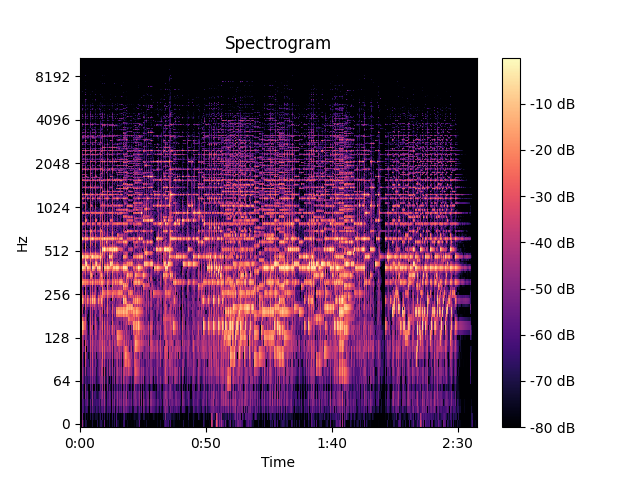 Spectrogram
8192
4096
2048
1024
512
256
128
64
0
Hz
0:00
0:50
1:40
2:30
Time
-10 dB
-20 dB
-30 dB
-40 dB
-50 dB
-60 dB
-70 dB
-80 dB